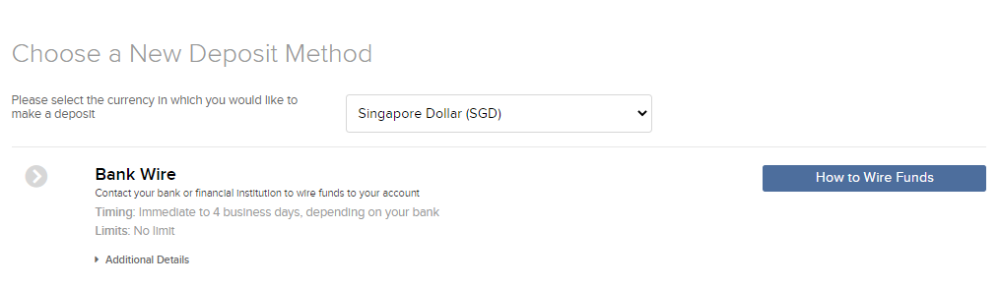 Choose a New Deposit Method
Please select the currency in which you would like to
make a deposit
Singapore Dollar (SGD)
Bank Wire
How to Wire Funds
Contact your bank or financial institution to wire funds to your account
Timing: Immediate to 4 business days, depending on your bank
Limits: No limit
Additional Details